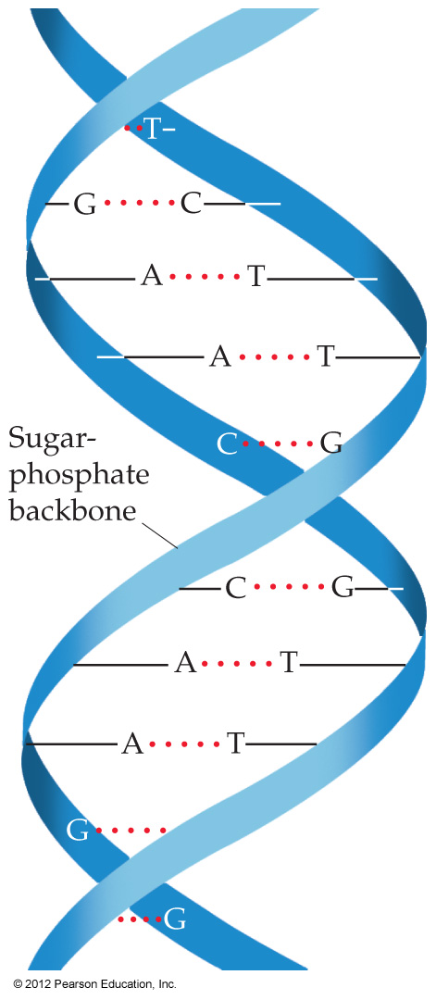 T
G C
A T
A T
C G
Sugar-
phosphate
backbone
C G
A T
A T
G
G
© 2012 Pearson Education, Inc.